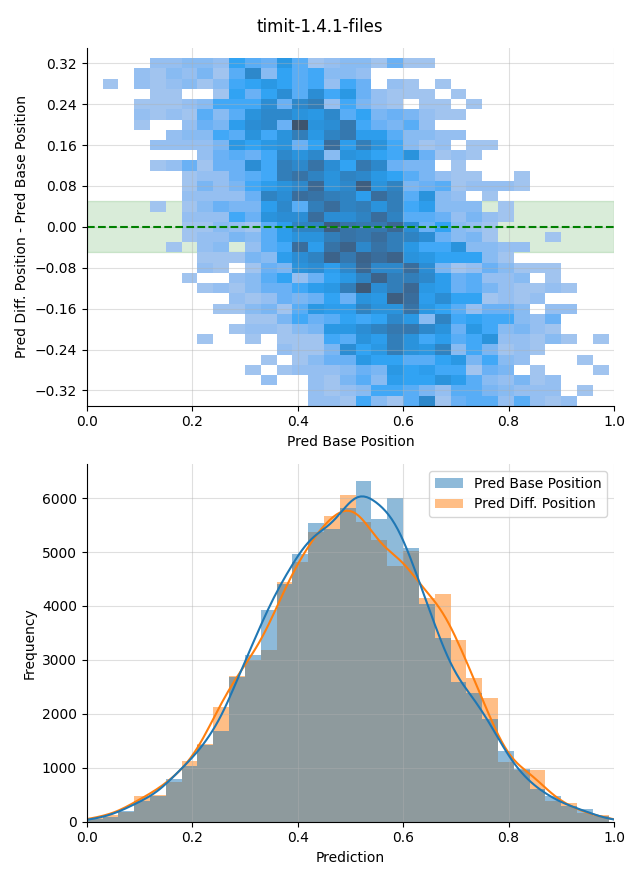 timit-1.4.1-files
0.32
0.24
0.16
0.08
0.00
−0.08
−0.16
−0.24
−0.32
Pred Diff. Position - Pred Base Position
0.0 0.2 0.4 0.6 0.8 1.0
Pred Base Position
Pred Base Position
Pred Diff. Position
6000
5000
4000
3000
2000
1000
0
Frequency
0.0 0.2 0.4 0.6 0.8 1.0
Prediction